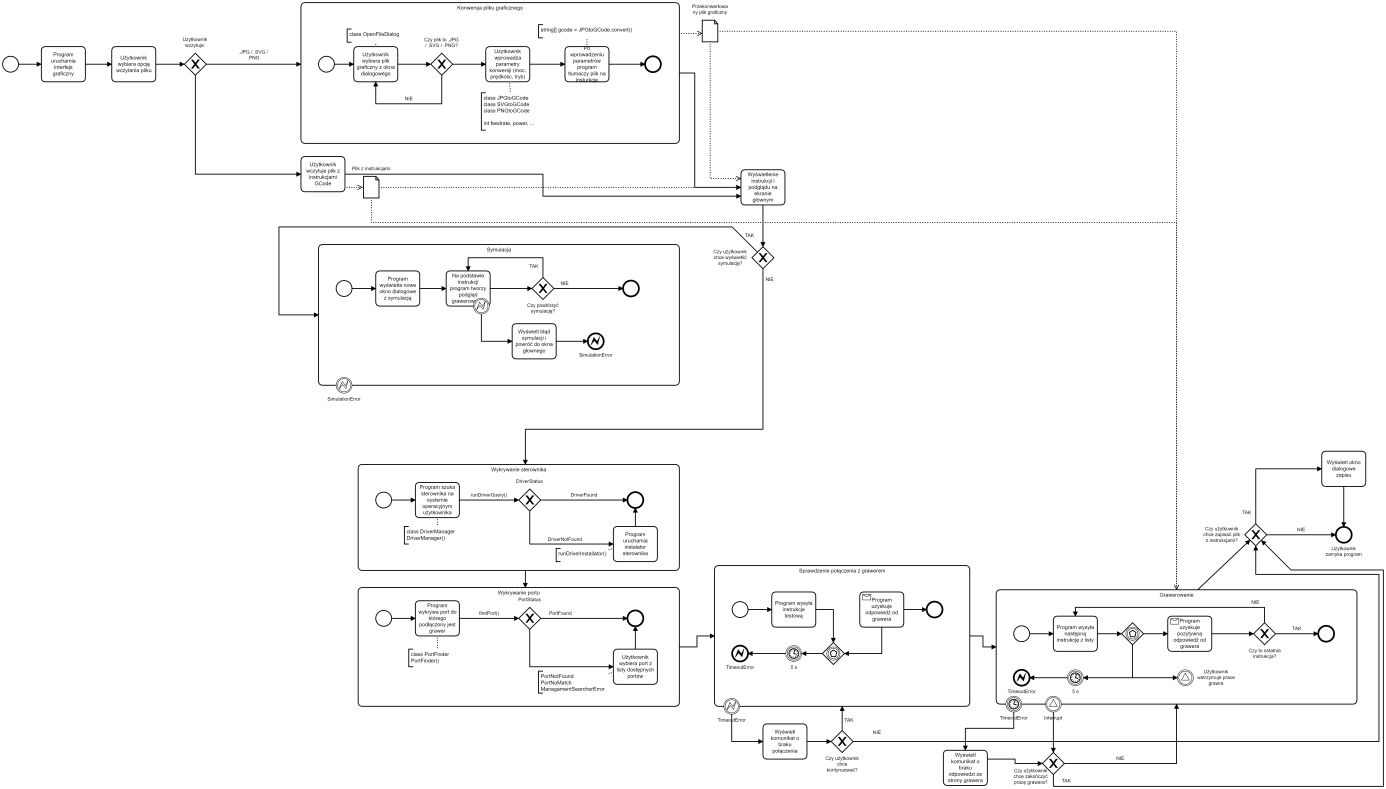 Program
uruchamia
interfejs
graficzny
Użytkownik
wybiera opcję
wczytania pliku
Użytkownik
wczytuje:
.JPG / .SVG /
.PNG
Konwersja pliku graficznego
class OpenFileDialog
Użytkownik
wybiera plik
graficzny z okna
dialogowego
Czy plik to .JPG
/ .SVG / .PNG?
NIE
Użytkownik
wprowadza
parametry
konwersji (moc,
prędkośc, tryb)
class JPGtoGCode
class SVGtoGCode
class PNGtoGCode
int feedrate, power, ...
string[] gcode = JPGtoGCode.convert()
Po
wprowadzeniu
parametrów
program
tłumaczy plik na
Przekonwertowa
ny plik graficzny
Użytkownik
wczytuje plik z
instrukcjami
GCode
Plik z instrukcjami
Wyświetlenie
instrukcji i
podglądu na
ekranie
głównym
TAK
Czy użytkownik
chce wyświetlić
symulację?
NIE
Symulacja
Program
wyświetla nowe
okno dialogowe
z symulacją
Na podstawie
instrukcji
program tworzy
podgląd
TAK
NIE
Czy powtórzyć
symulację?
Wyświetl błąd
symulacji i
powróć do okna
głownego
SimulationError
SimulationError
Wykrywanie sterownika
Program szuka
sterownika na
systemie
operacyjnym
użytkownika
runDriverQuery()
DriverStatus
DriverFound
class DriverManager
DriverManager()
DriverNotFound
runDriverInstallator()
Program
uruchamia
instalator
sterownika
Wykrywanie portu
PortStatus
Program
wykrywa port do
którego
podłączony jest
grawer
findPort()
PortFound
class PortFinder
PortFinder()
PortNotFound
PortNoMatch
ManagamentSearcherError
Użytkownik
wybiera port z
listy dostępnych
portów
Sprawdzenie połączenia z grawerem
Program wysyła
instrukcje
testową
Program
uzyskuje
odpowiedź od
grawera
TimeoutError
5 s
TimeoutError
Wyświetl
komunikat o
braku
połączenia
TAK
NIE
Czy użytkownik
chce
kontynuować?
Grawerowanie
NIE
Program wysyła
następną
instrukcję z listy
Program
uzyskuje
pozytywną
odpowiedź od
grawera
TAK
Czy to ostatnia
instrukcja?
TimeoutError
5 s
Użytkownik
wstrzymuje prace
grawera
TimeoutError
Interrupt
Wyświetl
komunikat o
braku
odpowiedzi ze
strony grawera
Czy użytkownik
chce zakończyć
pracę grawera?
NIE
TAK
Wyświetl okno
dialogowe
zapisu
TAK
Czy użytkownik
chce zapisać plik
z instrukcjami?
NIE
Użytkownik
zamyka program